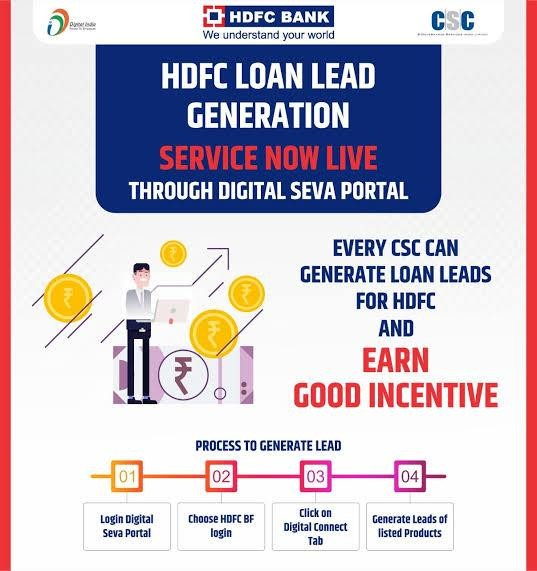 Digital India
Power To Empower
HDFC BANK
We understand your world
CSC
HDFC LOAN LEAD
GENERATION
SERVICE NOW LIVE
THROUGH DIGITAL SEVA PORTAL
EVERY CSC CAN
GENERATE LOAN LEADS
FOR HDFC
AND
EARN
GOOD INCENTIVE
₹
₹
₹
₹
₹
PROCESS TO GENERATE LEAD
01
02
03
04
Login Digital
Seva Portal
Choose HDFC BF
login
Click on
Digital Connect
Tab
Generate Leads of
listed Products